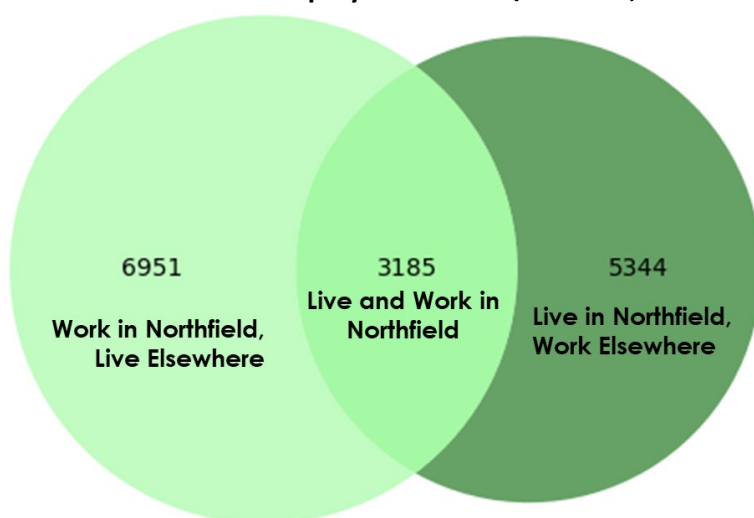 6951
Work in Northfield,
Live Elsewhere
3185
Live and Work in
Northfield
5344
Live in Northfield,
Work Elsewhere